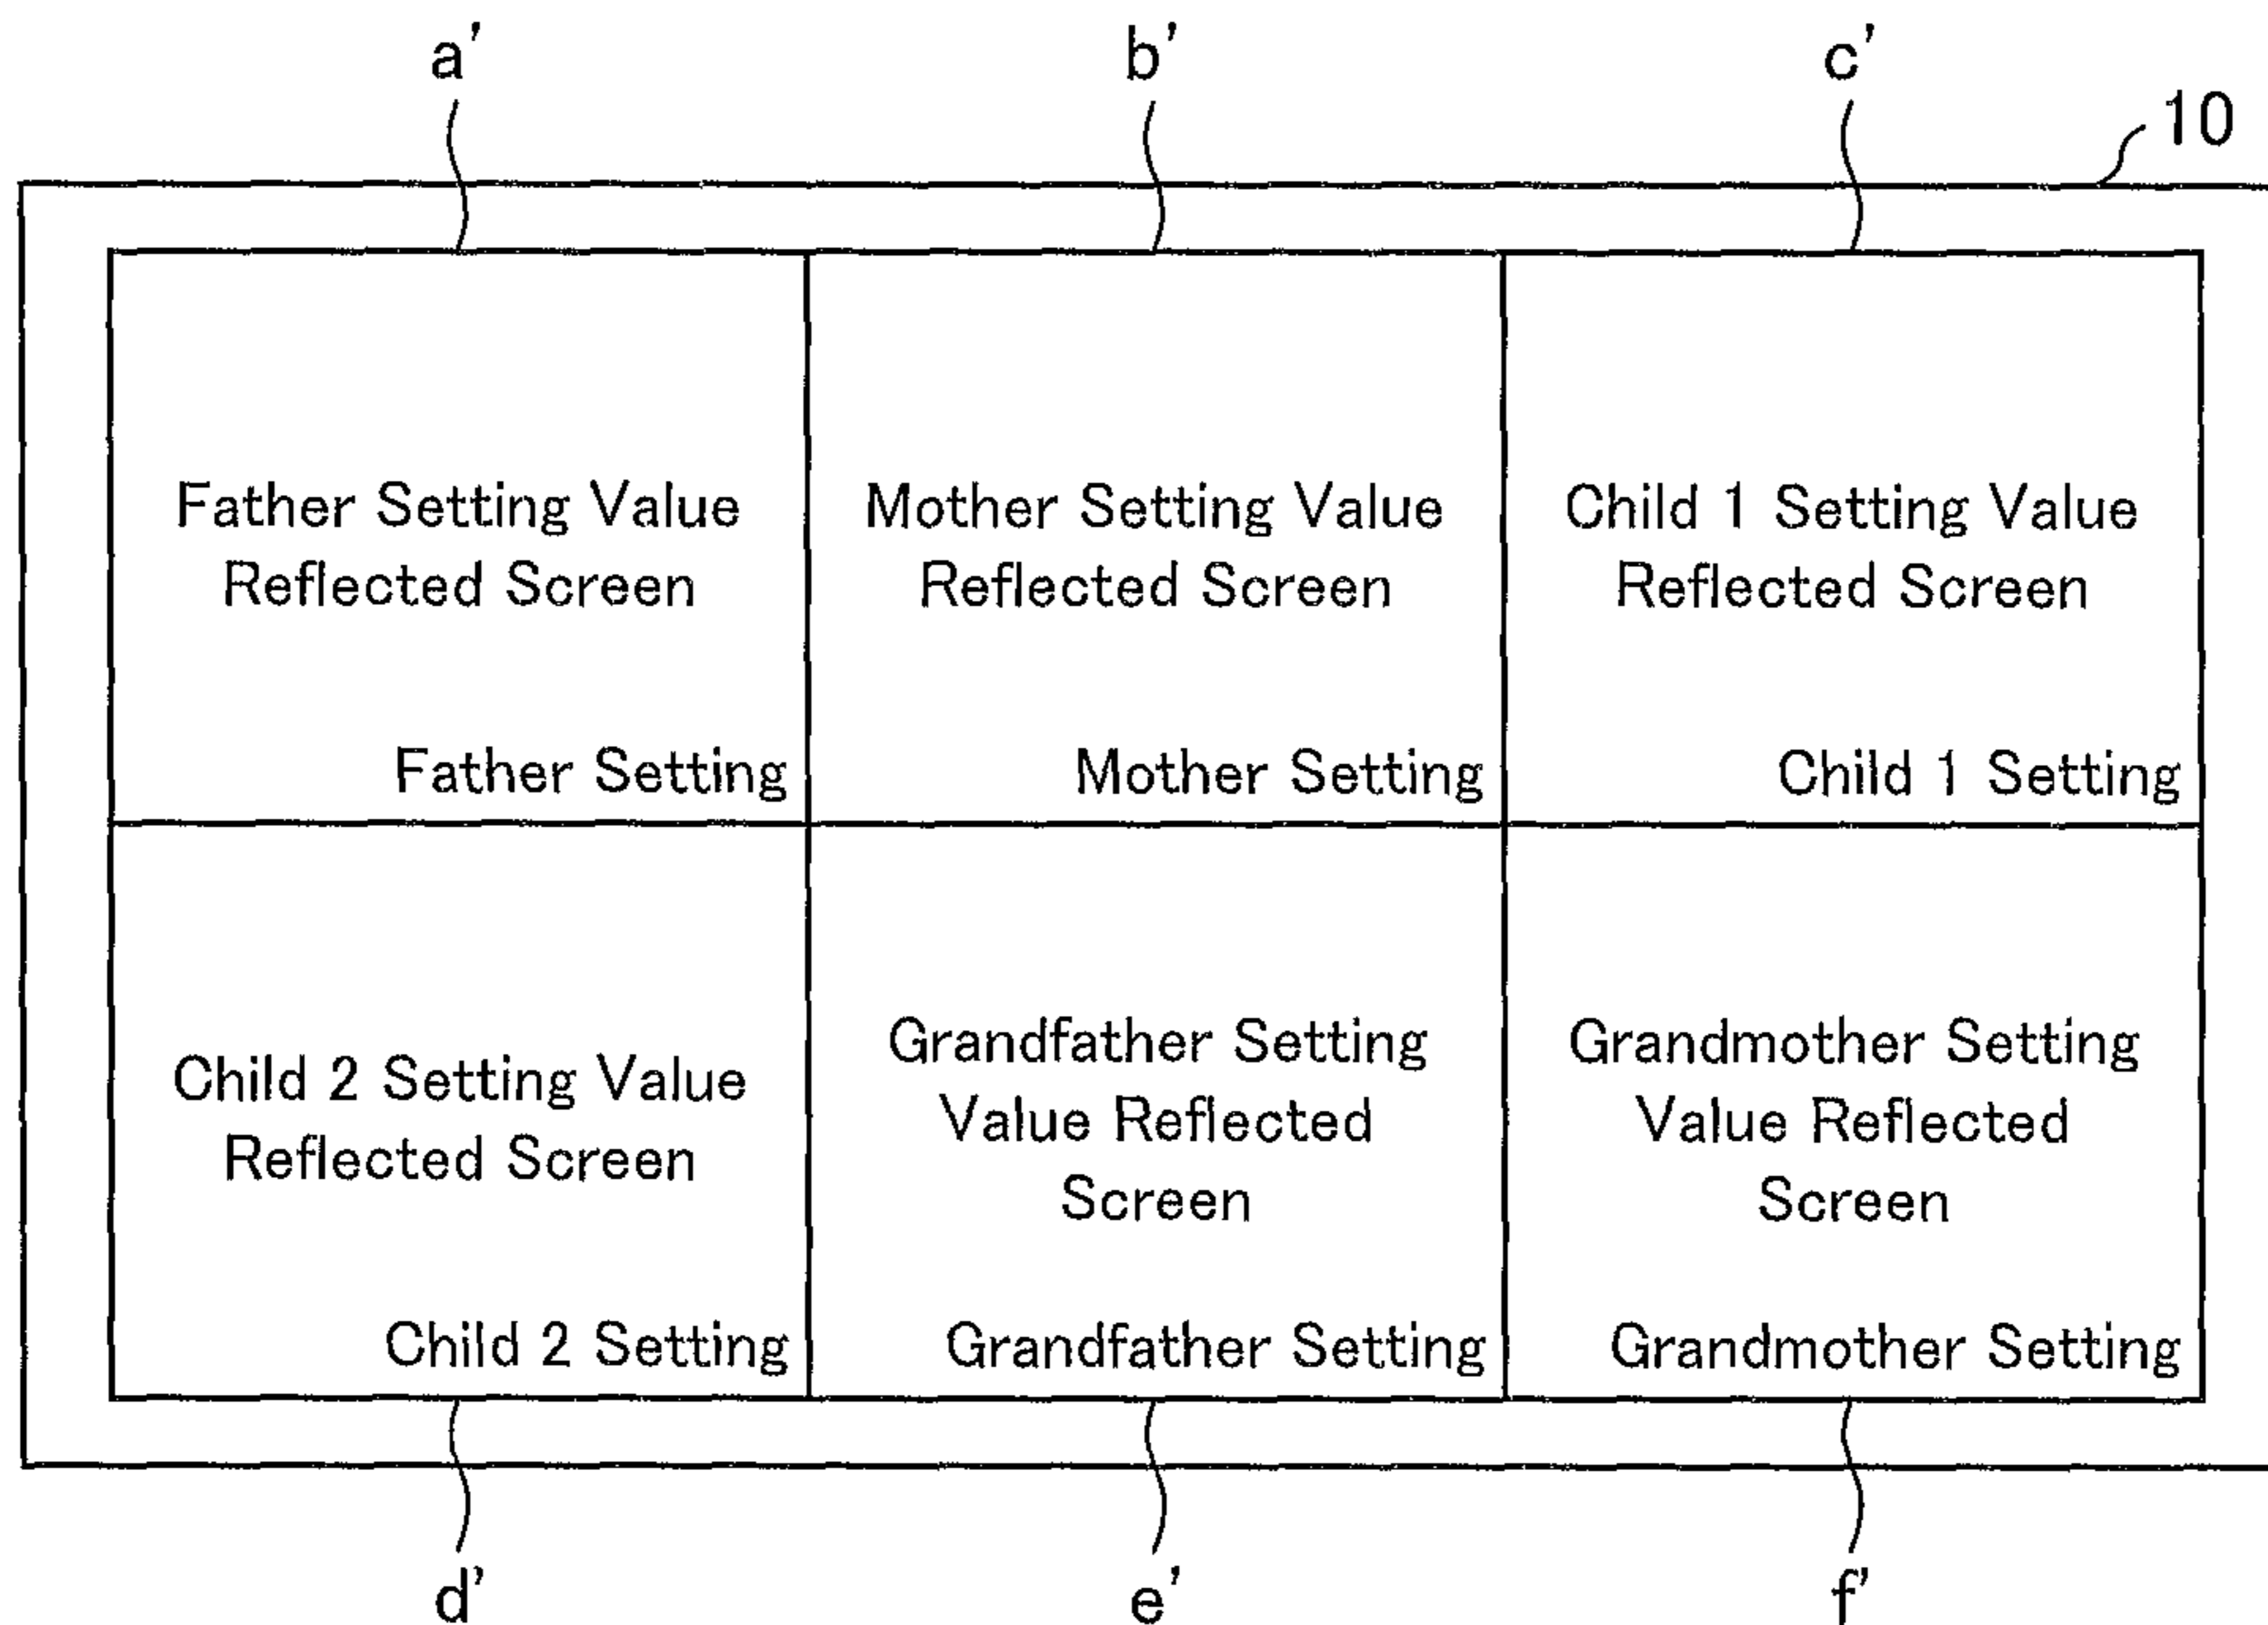 a'
b'
c'
10
Father Setting Value
Reflected Screen
Father Setting
Mother Setting Value
Reflected Screen
Mother Setting
Child 1 Setting Value
Reflected Screen
Child 1 Setting
Child 2 Setting Value
Reflected Screen
Child 2 Setting
Grandfather Setting
Value Reflected
Screen
Grandfather Setting
Grandmother Setting
Value Reflected
Screen
Grandmother Setting
d'
e'
f'